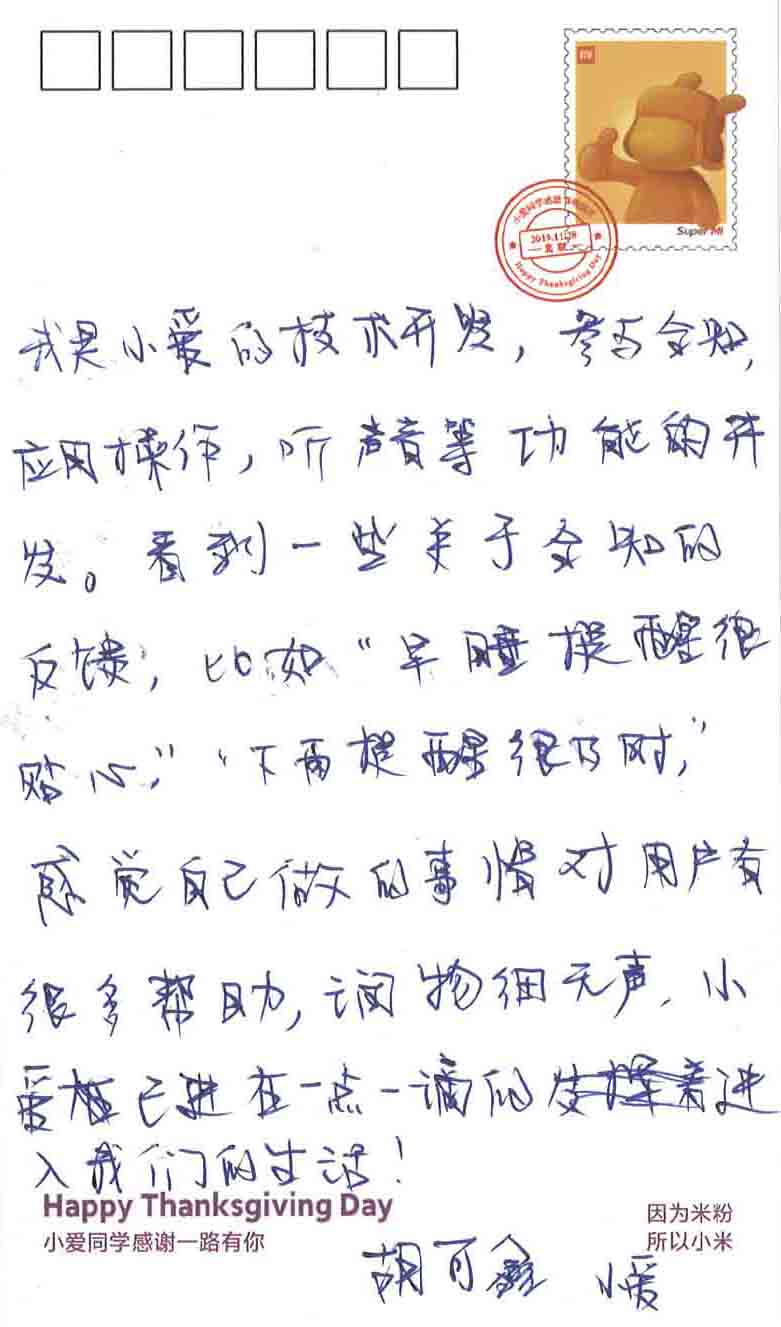 小爱同学感恩节明信片
2019.11.28
Happy Thanksgiving Day
Super MI
我是小爱的技术开发，参与全知，
应用操作，听声音等功能的开
发。看到一些关于全知的
反馈，比如“早睡提醒很
贴心，”“下雨提醒很及时，”
感觉自己做的事情对用户有
很多帮助，润物细无声，小
爱已在一点一滴的进
入我们的生活！
Happy Thanksgiving Day
小爱同学感谢一路有你
因为米粉
所以小米
胡可鑫 小爱